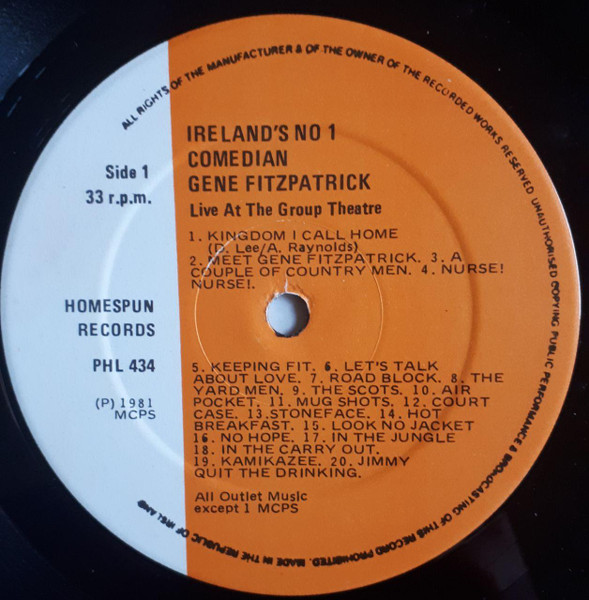 ALL RIGHTS OF THE MANUFACTURER & OF THE OWNER OF THE RECORDED WORKS RESERVED UNAUTHORISED COPYING PUBLIC PERFORMANCE & BROADCASTING OF THIS RECORD PROHIBITED. MADE IN THE REPUBLIC OF IRELAND
Side 1
33 r.p.m.
HOMESPUN
RECORDS
PHL 434
(P) 1981
MCPS
IRELAND'S NO 1
COMEDIAN
GENE FITZPATRICK
Live At The Group Theatre
1. KINGDOM I CALL HOME
(D. Lee/A. Raynolds)
2. MEET GENE FITZPATRICK. 3. A
COUPLE OF COUNTRY MEN. 4. NURSE!
NURSE!.
5. KEEPING FIT. 6. LET'S TALK
ABOUT LOVE. 7. ROAD BLOCK. 8. THE
YARD MEN. 9. THE SCOTS. 10. AIR
POCKET. 11. MUG SHOTS. 12. COURT
CASE. 13.STONEFACE. 14. HOT
BREAKFAST. 15. LOOK NO JACKET
16. NO HOPE. 17. IN THE JUNGLE
18. IN THE CARRY OUT.
19. KAMIKAZEE. 20. JIMMY
QUIT THE DRINKING.
All Outlet Music
except 1 MCPS